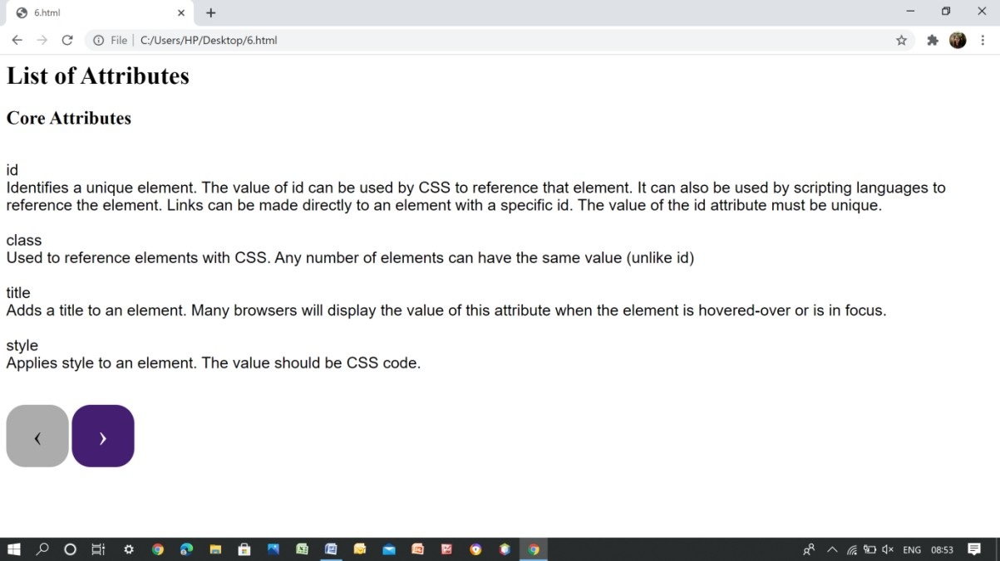 6.html
File
C:/Users/HP/Desktop/6.html
List of Attributes
Core Attributes
id
Identifies a unique element. The value of id can be used by CSS to reference that element. It can also be used by scripting languages to
reference the element. Links can be made directly to an element with a specific id. The value of the id attribute must be unique.
class
Used to reference elements with CSS. Any number of elements can have the same value (unlike id)
title
Adds a title to an element. Many browsers will display the value of this attribute when the element is hovered-over or is in focus.
style
Applies style to an element. The value should be CSS code.
‹ ›
ENG 08:53